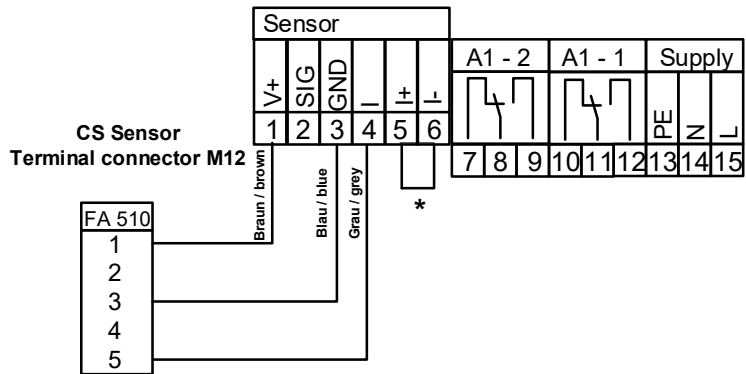 Sensor
V+ SIG GND I I+ I-
1 2 3 4 5 6
A1 - 2 A1 - 1 Supply
PE N L
7 8 9 10 11 12 13 14 15
CS Sensor
Terminal connector M12
Braun / brown
Blau / blue
Grau / grey
*
FA 510
1
2
3
4
5